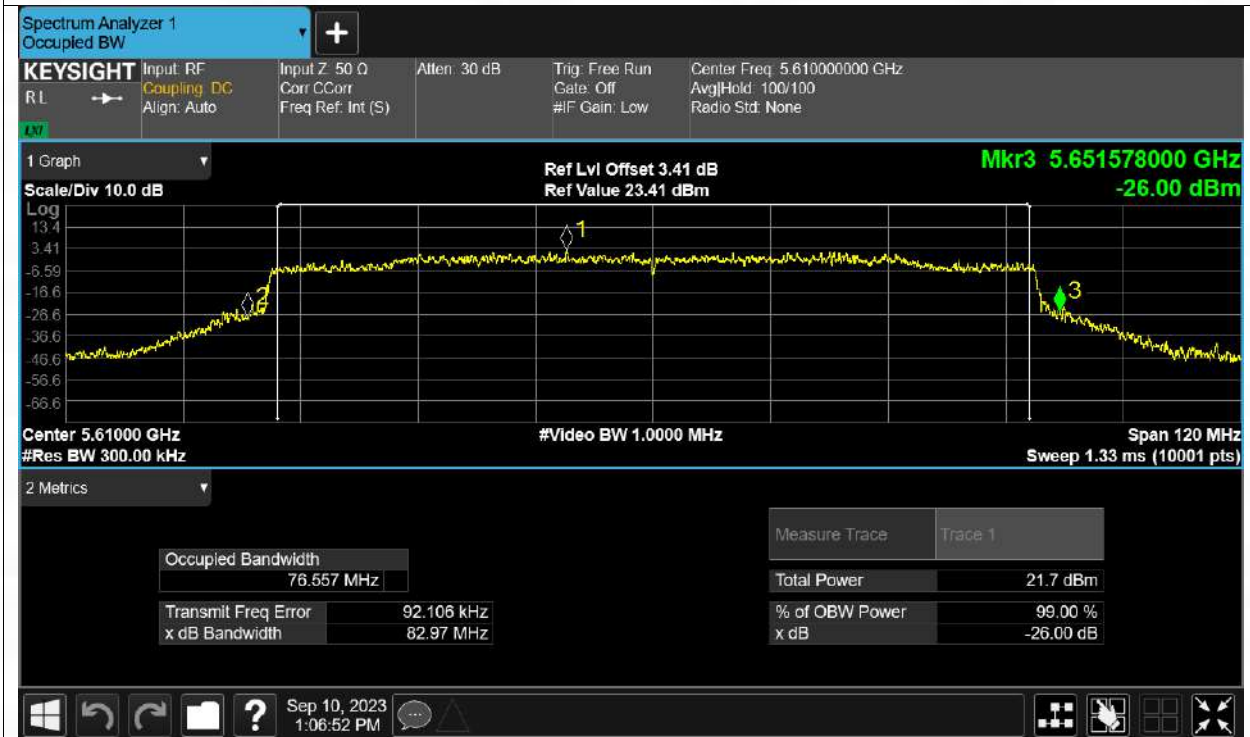 Spectrum Analyzer 1
Occupied BW
KEYSIGHT
R L
LXI
Input: RF
Coupling: DC
Align: Auto
Input Z: 50 Ω
Corr CCorr
Freq Ref: Int (S)
Atten: 30 dB
Trig: Free Run
Gate: Off
#IF Gain: Low
Center Freq: 5.610000000 GHz
Avg|Hold: 100/100
Radio Std: None
1 Graph
Scale/Div 10.0 dB
Ref Lvl Offset 3.41 dB
Ref Value 23.41 dBm
Mkr3 5.651578000 GHz
-26.00 dBm
Log
13.4
3.41
-6.59
-16.6
-26.6
-36.6
-46.6
-56.6
-66.6
1
2
3
Center 5.61000 GHz
#Res BW 300.00 kHz
#Video BW 1.0000 MHz
Span 120 MHz
Sweep 1.33 ms (10001 pts)
2 Metrics
Measure Trace Trace 1
Occupied Bandwidth
76.557 MHz
Total Power 21.7 dBm
Transmit Freq Error 92.106 kHz
% of OBW Power 99.00 %
x dB Bandwidth 82.97 MHz
x dB -26.00 dB
?
Sep 10, 2023
1:06:52 PM